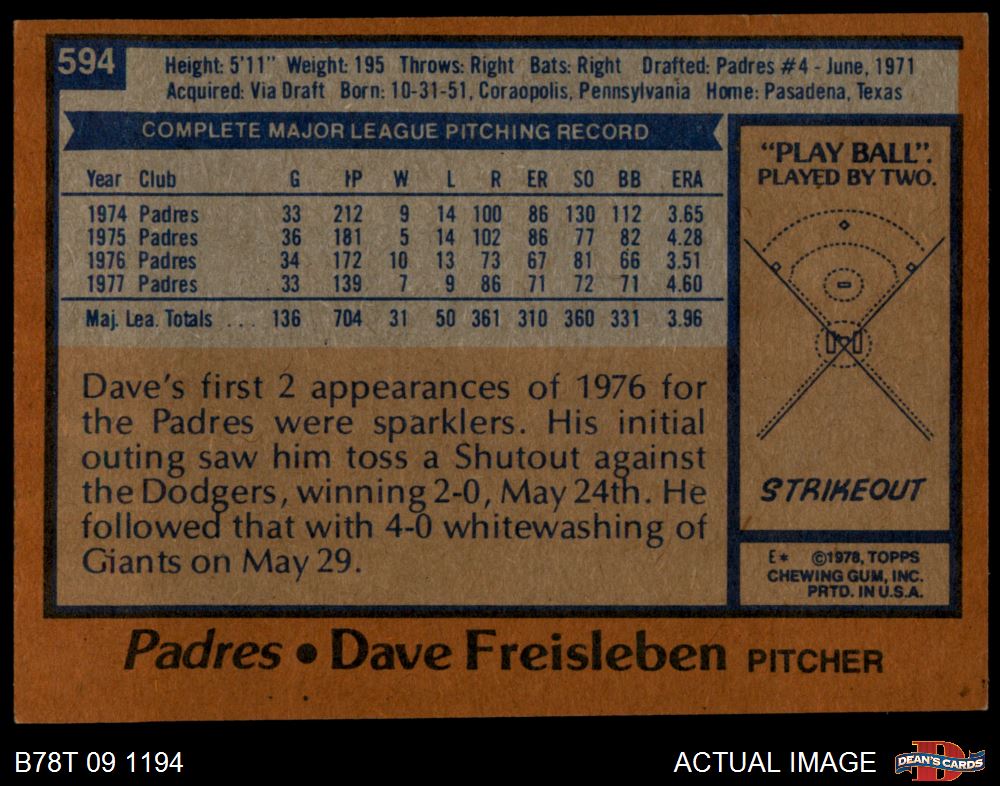 594
Height: 5'11" Weight: 195 Throws: Right Bats: Right Drafted: Padres #4 - June, 1971
Acquired: Via Draft Born: 10-31-51, Coraopolis, Pennsylvania Home: Pasadena, Texas
COMPLETE MAJOR LEAGUE PITCHING RECORD
Year Club G IP W L R ER SO BB ERA
1974 Padres 33 212 9 14 100 86 130 112 3.65
1975 Padres 36 181 5 14 102 86 77 82 4.28
1976 Padres 34 172 10 13 73 67 81 66 3.51
1977 Padres 33 139 7 9 86 71 72 71 4.60
Maj. Lea. Totals ... 136 704 31 50 361 310 360 331 3.96
Dave's first 2 appearances of 1976 for
the Padres were sparklers. His initial
outing saw him toss a Shutout against
the Dodgers, winning 2-0, May 24th. He
followed that with 4-0 whitewashing of
Giants on May 29.
"PLAY BALL".
PLAYED BY TWO.
STRIKEOUT
E* ©1978, TOPPS
CHEWING GUM, INC.
PRTD. IN U.S.A.
Padres • Dave Freisleben PITCHER
B78T 09 1194
ACTUAL IMAGE
D
DEAN'S CARDS